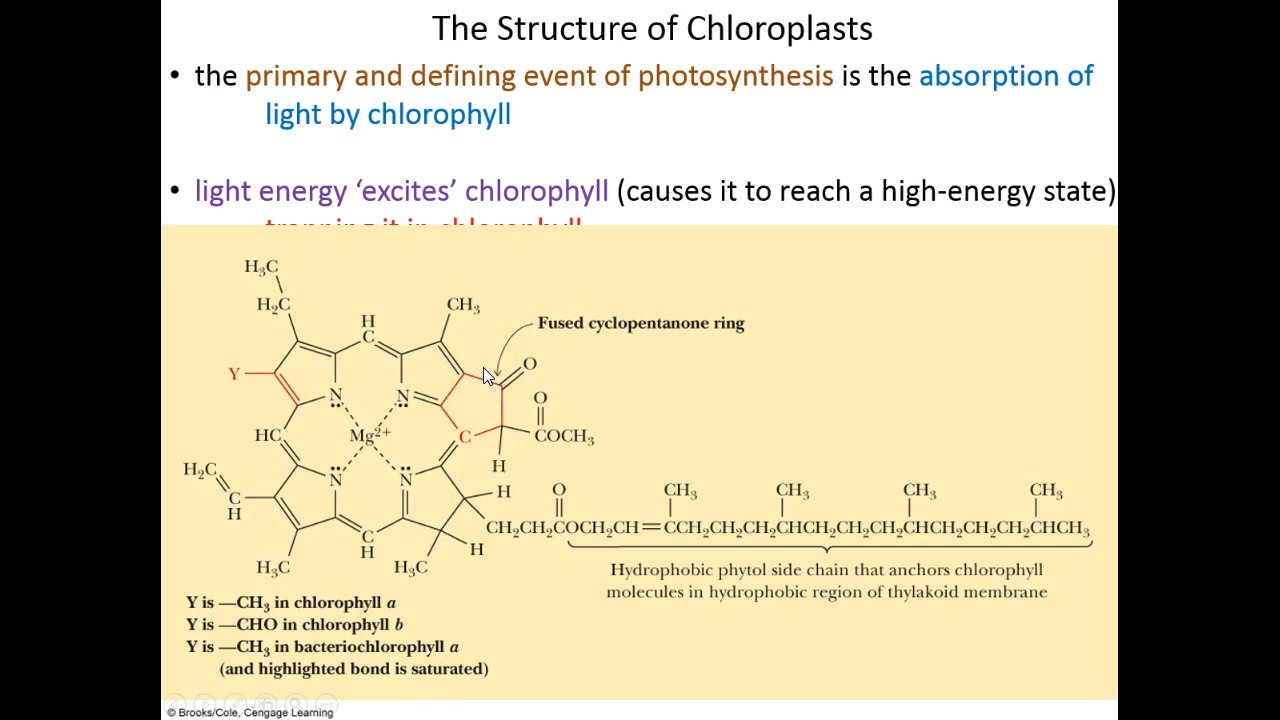 The Structure of Chloroplasts
• the primary and defining event of photosynthesis is the absorption of
light by chlorophyll
• light energy ‘excites’ chlorophyll (causes it to reach a high-energy state)
trapping it in chlorophyll
H₃C
H₂C
H
C
CH₃
Fused cyclopentanone ring
O
Y
N
N
O
HC
Mg²⁺
C
COCH₃
H
H₂C
C
H
N
N
H
O
CH₃
CH₃
CH₃
CH₃
CH₂CH₂COCH₂CH=CCH₂CH₂CH₂CHCH₂CH₂CH₂CHCH₂CH₂CH₂CHCH₃
C
H
H
H₃C
H₃C
Hydrophobic phytol side chain that anchors chlorophyll
molecules in hydrophobic region of thylakoid membrane
Y is —CH₃ in chlorophyll a
Y is —CHO in chlorophyll b
Y is —CH₃ in bacteriochlorophyll a
(and highlighted bond is saturated)
© Brooks/Cole, Cengage Learning